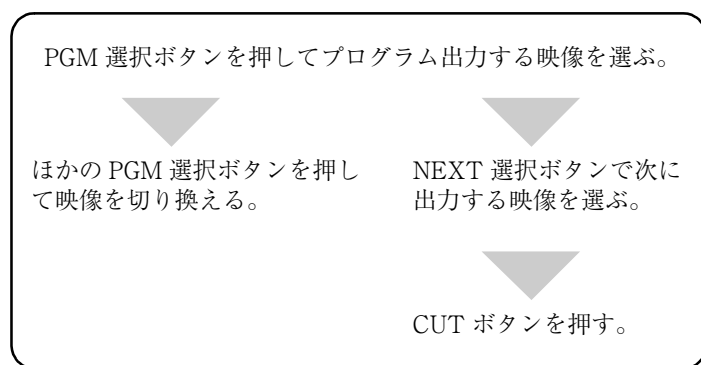 PGM 選択ボタンを押してプログラム出力する映像を選ぶ。
ほかの PGM 選択ボタンを押し
て映像を切り換える。
NEXT 選択ボタンで次に
出力する映像を選ぶ。
CUT ボタンを押す。